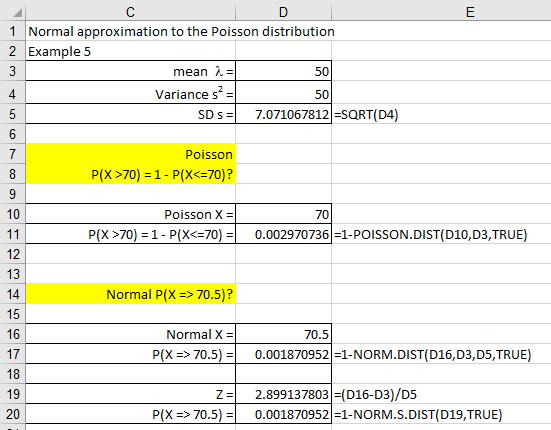 C D E
1 Normal approximation to the Poisson distribution
2 Example 5
3 mean λ = 50
4 Variance s² = 50
5 SD s = 7.071067812 =SQRT(D4)
6
7 Poisson
8 P(X >70) = 1 - P(X<=70)?
9
10 Poisson X = 70
11 P(X >70) = 1 - P(X<=70) = 0.002970736 =1-POISSON.DIST(D10,D3,TRUE)
12
13
14 Normal P(X => 70.5)?
15
16 Normal X = 70.5
17 P(X => 70.5) = 0.001870952 =1-NORM.DIST(D16,D3,D5,TRUE)
18
19 Z = 2.899137803 =(D16-D3)/D5
20 P(X => 70.5) = 0.001870952 =1-NORM.S.DIST(D19,TRUE)